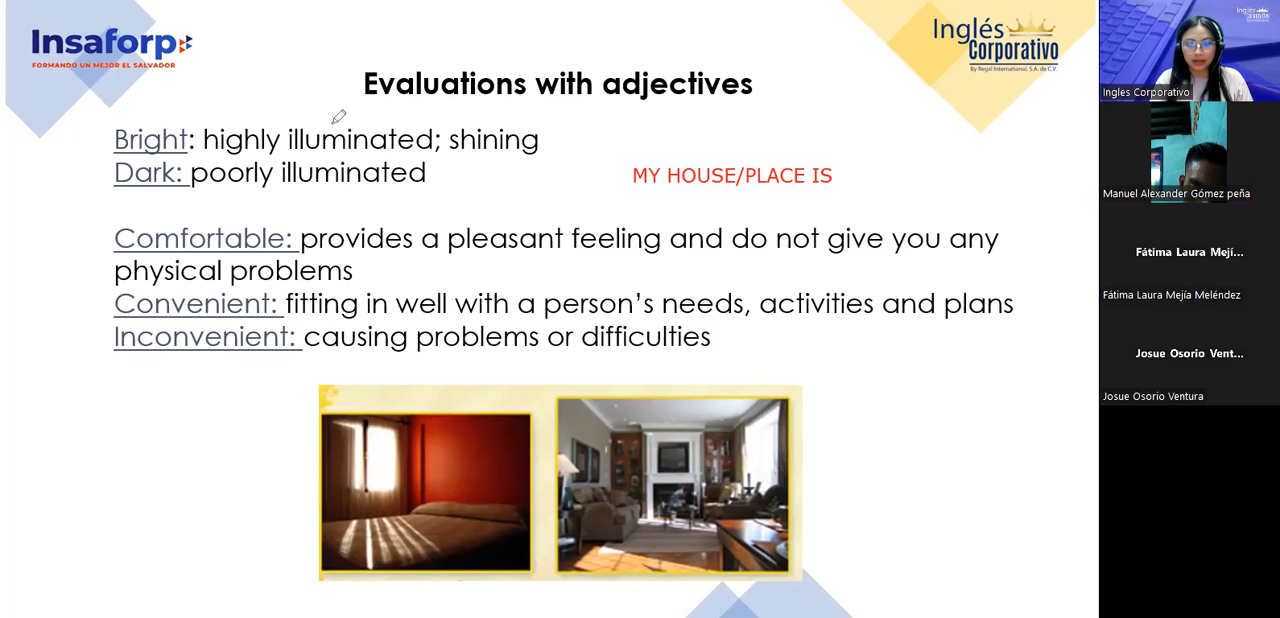 Insaforp
FORMANDO UN MEJOR EL SALVADOR
Inglés
Corporativo
By Regal International, S.A. de C.V.
Evaluations with adjectives
Bright: highly illuminated; shining
Dark: poorly illuminated
MY HOUSE/PLACE IS
Comfortable: provides a pleasant feeling and do not give you any
physical problems
Convenient: fitting in well with a person's needs, activities and plans
Inconvenient: causing problems or difficulties
Ingles Corporativo
Manuel Alexander Gómez peña
Fátima Laura Mejí...
Fátima Laura Mejía Meléndez
Josue Osorio Vent...
Josue Osorio Ventura